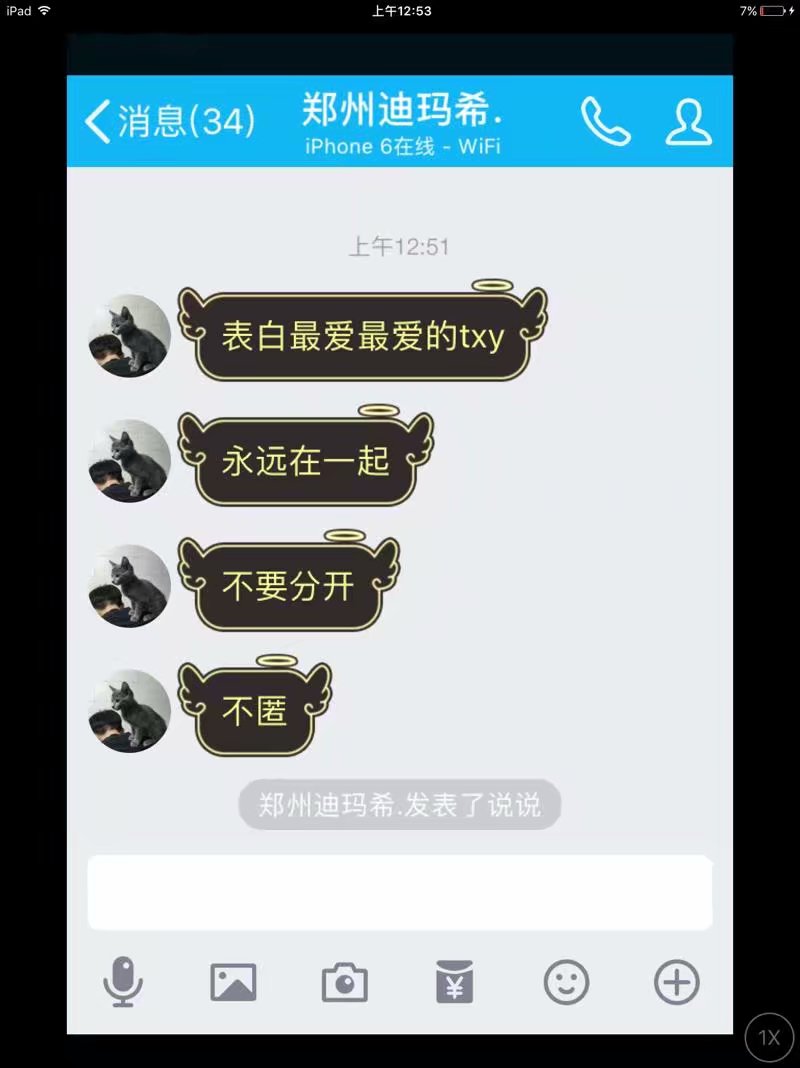 iPad 上午12:53 7%
消息(34) 郑州迪玛希.
iPhone 6在线 - WiFi
上午12:51
表白最爱最爱的txy
永远在一起
不要分开
不匿
郑州迪玛希.发表了说说
¥
1X